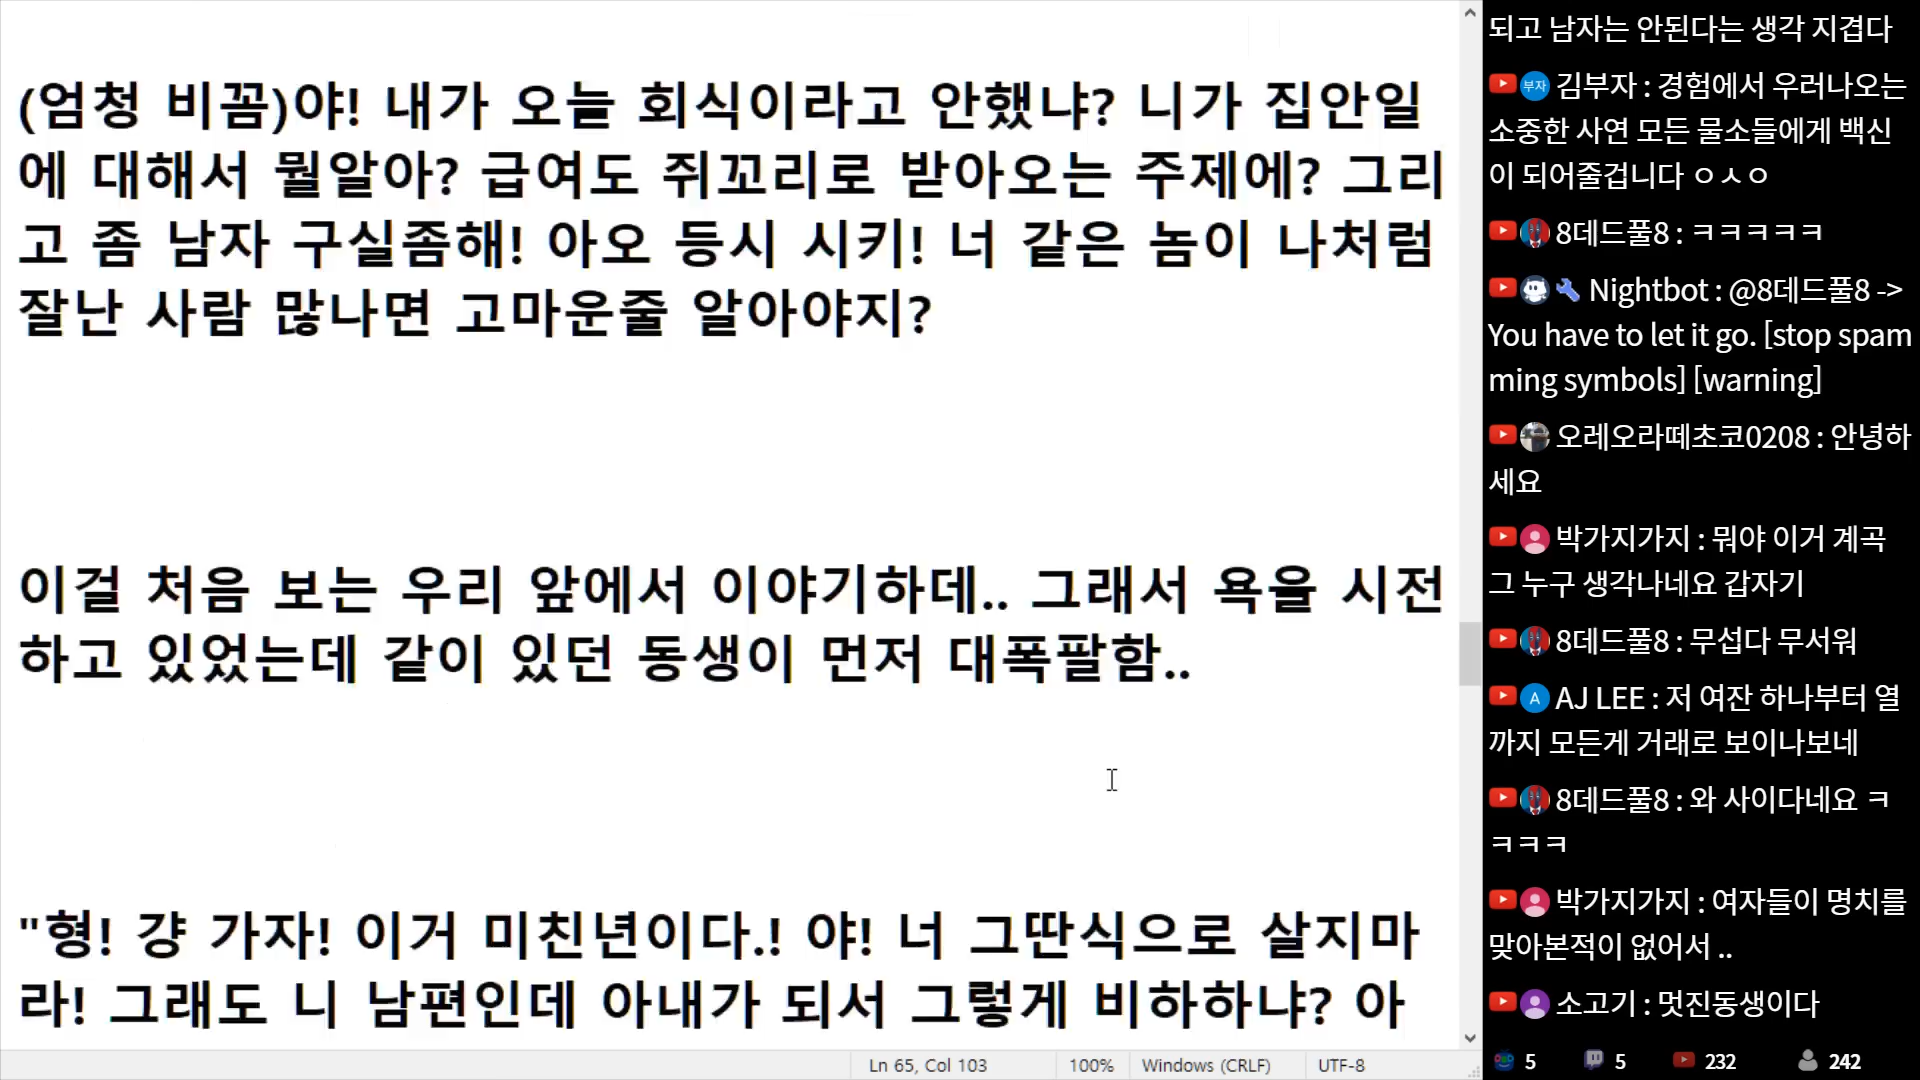 (엄청 비꼼)야! 내가 오늘 회식이라고 안했냐? 니가 집안일
에 대해서 뭘알아? 급여도 쥐꼬리로 받아오는 주제에? 그리
고 좀 남자 구실좀해! 아오 등시 시키! 너 같은 놈이 나처럼
잘난 사람 많나면 고마운줄 알아야지?
이걸 처음 보는 우리 앞에서 이야기하데.. 그래서 욕을 시전
하고 있었는데 같이 있던 동생이 먼저 대폭팔함..
"형! 걍 가자! 이거 미친년이다.! 야! 너 그딴식으로 살지마
라! 그래도 니 남편인데 아내가 되서 그렇게 비하하냐? 아
Ln 65, Col 103
100%
Windows (CRLF)
UTF-8
되고 남자는 안된다는 생각 지겹다
부자 김부자 : 경험에서 우러나오는
소중한 사연 모든 물소들에게 백신
이 되어줄겁니다 ㅇㅅㅇ
8데드풀8 : ㅋㅋㅋㅋㅋ
Nightbot : @8데드풀8 ->
You have to let it go. [stop spam
ming symbols] [warning]
오레오라떼초코0208 : 안녕하
세요
박가지가지 : 뭐야 이거 계곡
그 누구 생각나네요 갑자기
8데드풀8 : 무섭다 무서워
A AJ LEE : 저 여잔 하나부터 열
까지 모든게 거래로 보이나보네
8데드풀8 : 와 사이다네요 ㅋ
ㅋㅋㅋ
박가지가지 : 여자들이 명치를
맞아본적이 없어서 ..
소고기 : 멋진동생이다
5 5 232 242